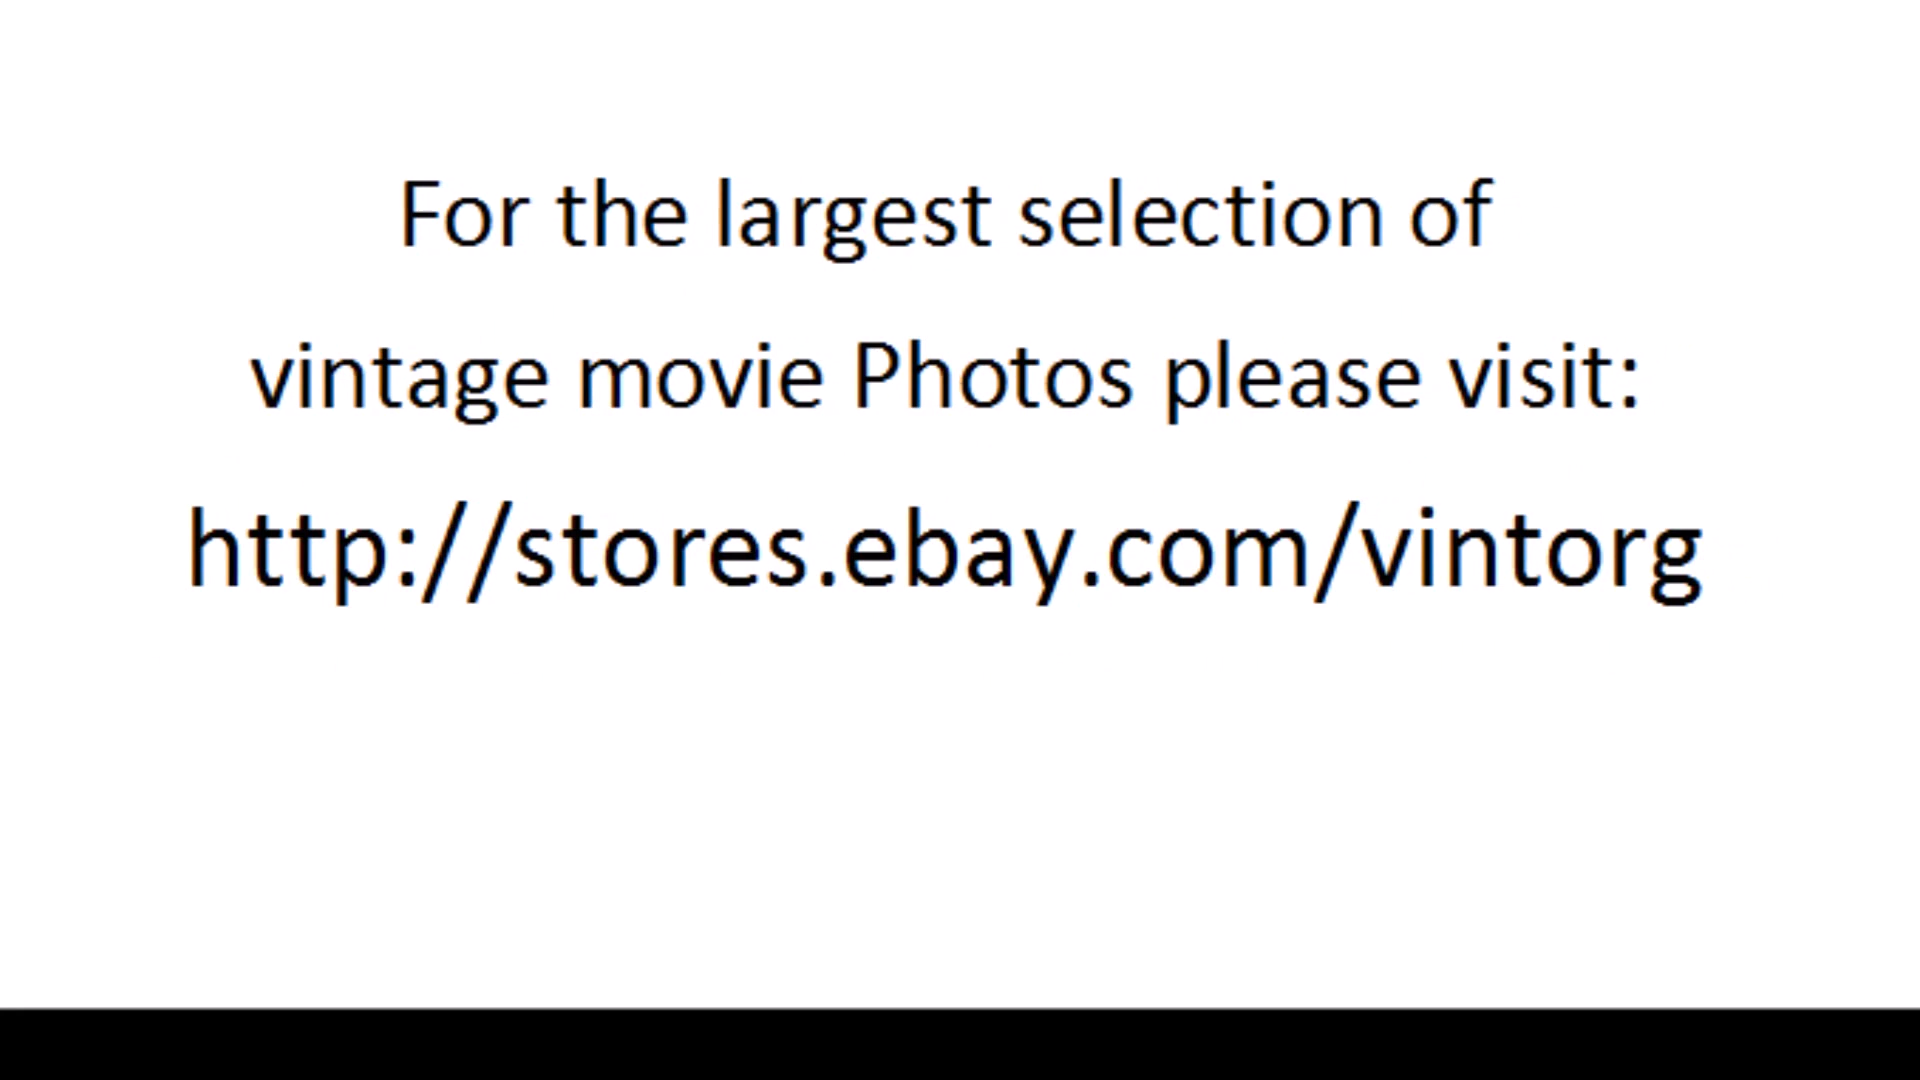 For the largest selection of
vintage movie Photos please visit:
http://stores.ebay.com/vintorg